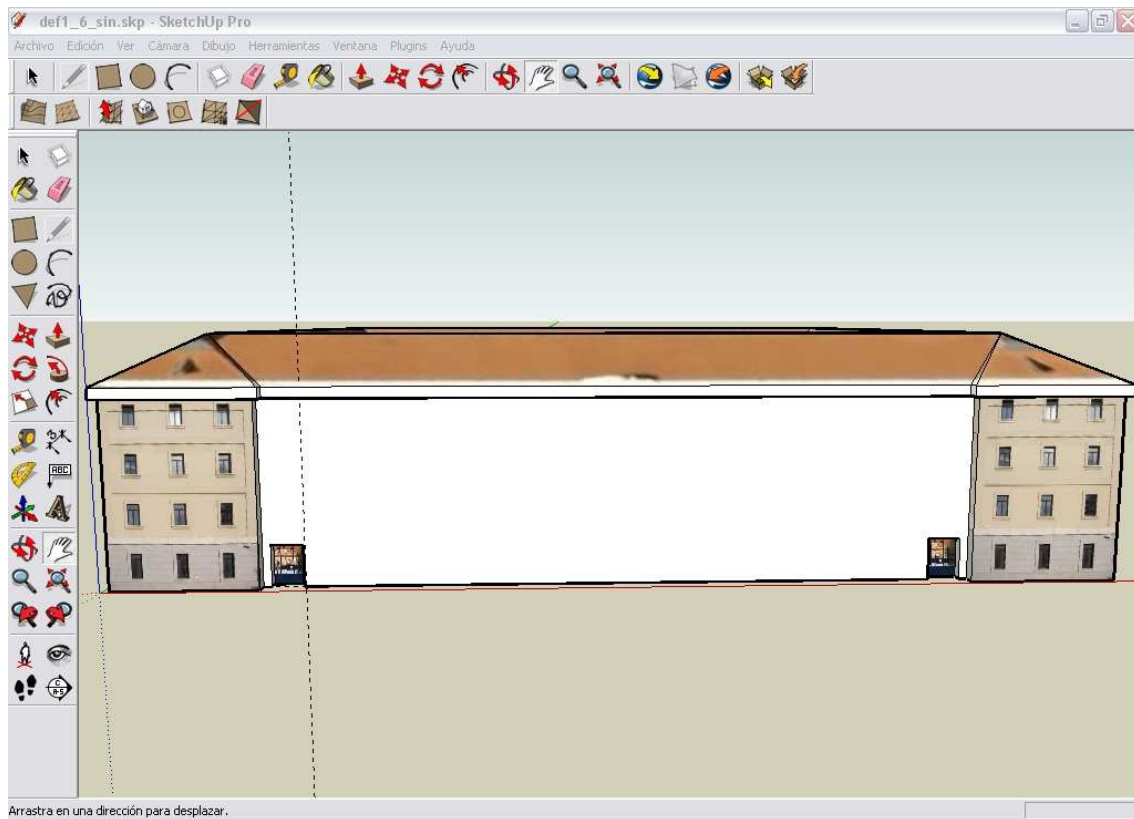 def1_6_sin.skp - SketchUp Pro
Archivo Edición Ver Cámara Dibujo Herramientas Ventana Plugins Ayuda
ABC
A
C
A-5
Arrastra en una dirección para desplazar.